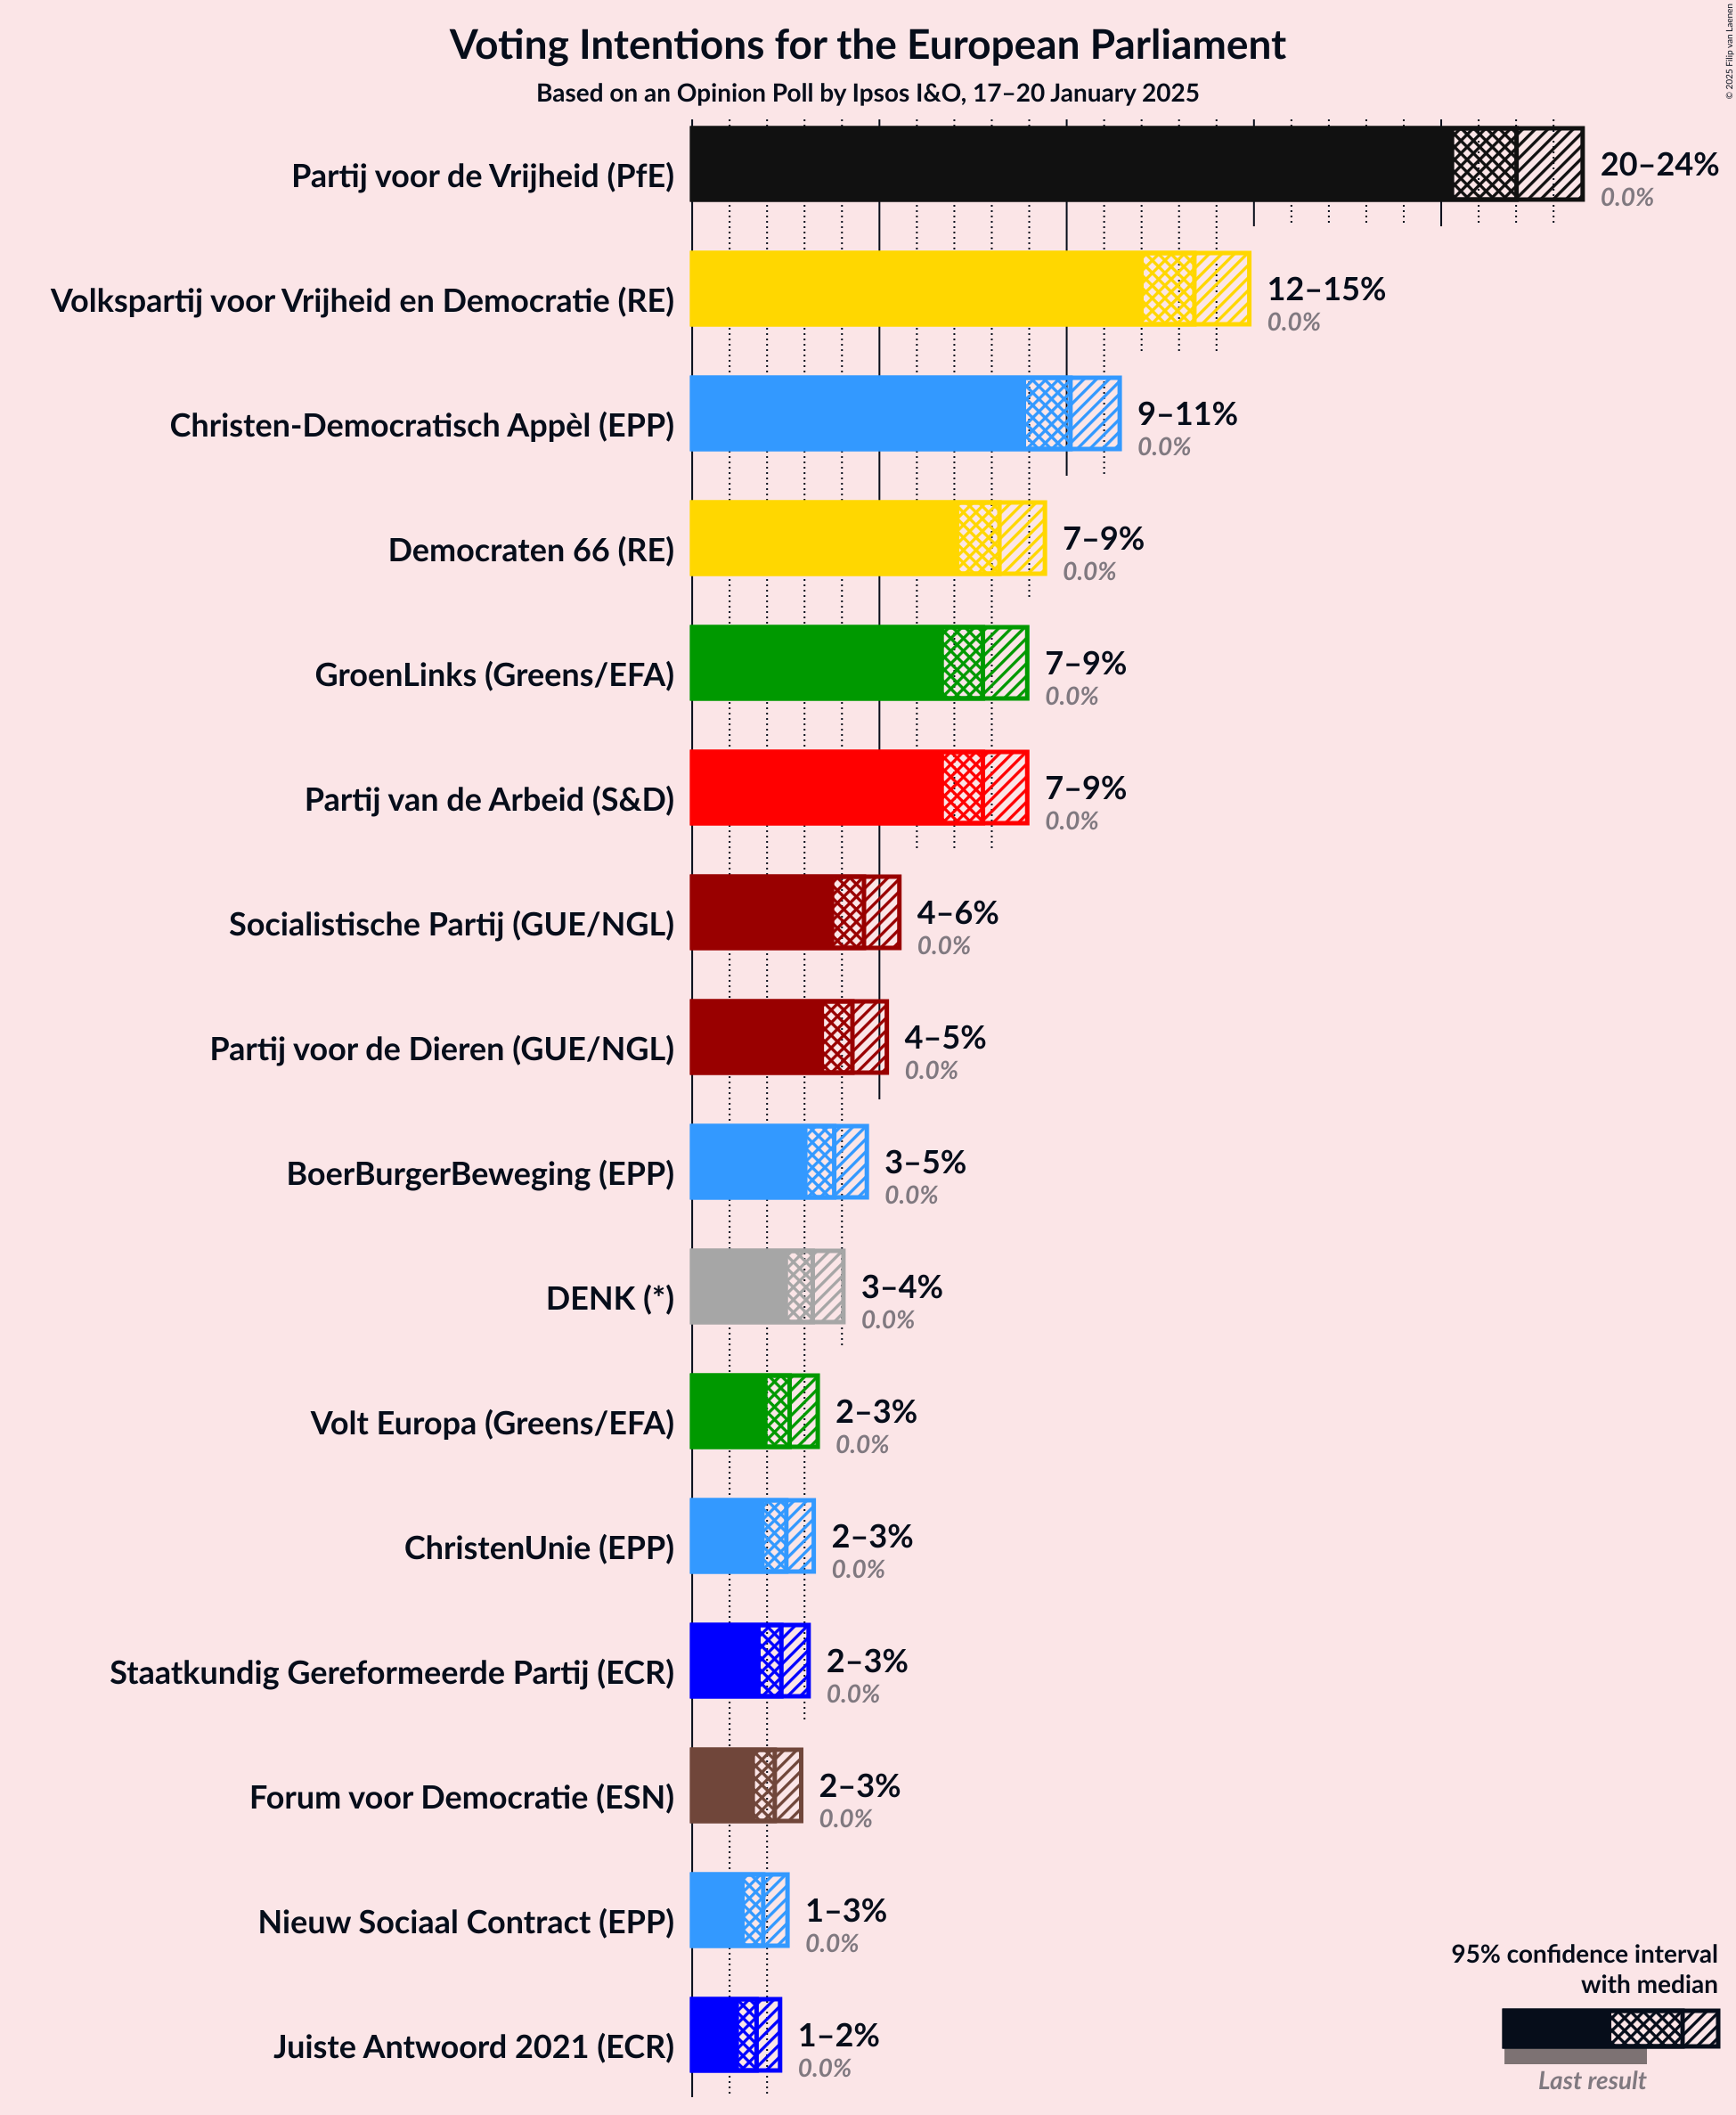 Voting Intentions for the European Parliament
Based on an Opinion Poll by Ipsos I&O, 17–20 January 2025
© 2025 Filip van Laenen
Partij voor de Vrijheid (PfE)
20–24%
0.0%
Volkspartij voor Vrijheid en Democratie (RE)
12–15%
0.0%
Christen-Democratisch Appèl (EPP)
9–11%
0.0%
Democraten 66 (RE)
7–9%
0.0%
GroenLinks (Greens/EFA)
7–9%
0.0%
Partij van de Arbeid (S&D)
7–9%
0.0%
Socialistische Partij (GUE/NGL)
4–6%
0.0%
Partij voor de Dieren (GUE/NGL)
4–5%
0.0%
BoerBurgerBeweging (EPP)
3–5%
0.0%
DENK (*)
3–4%
0.0%
Volt Europa (Greens/EFA)
2–3%
0.0%
ChristenUnie (EPP)
2–3%
0.0%
Staatkundig Gereformeerde Partij (ECR)
2–3%
0.0%
Forum voor Democratie (ESN)
2–3%
0.0%
Nieuw Sociaal Contract (EPP)
1–3%
0.0%
Juiste Antwoord 2021 (ECR)
1–2%
0.0%
95% confidence interval
with median
Last result